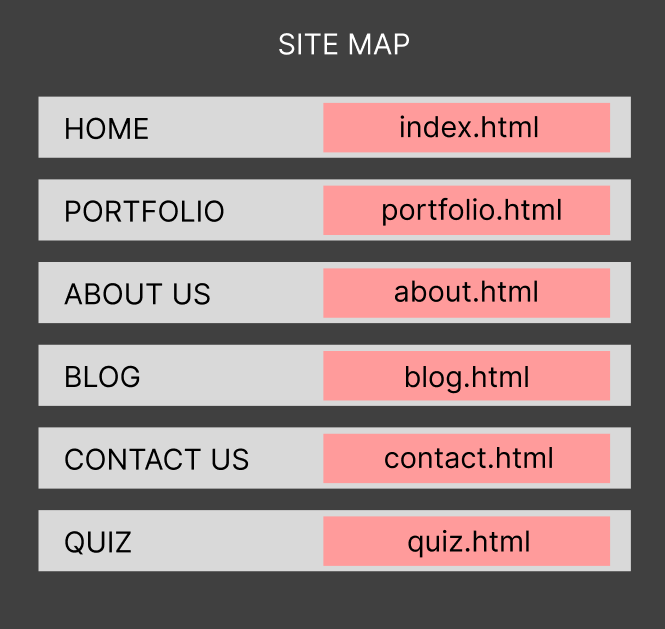 SITE MAP
HOME index.html
PORTFOLIO portfolio.html
ABOUT US about.html
BLOG blog.html
CONTACT US contact.html
QUIZ quiz.html